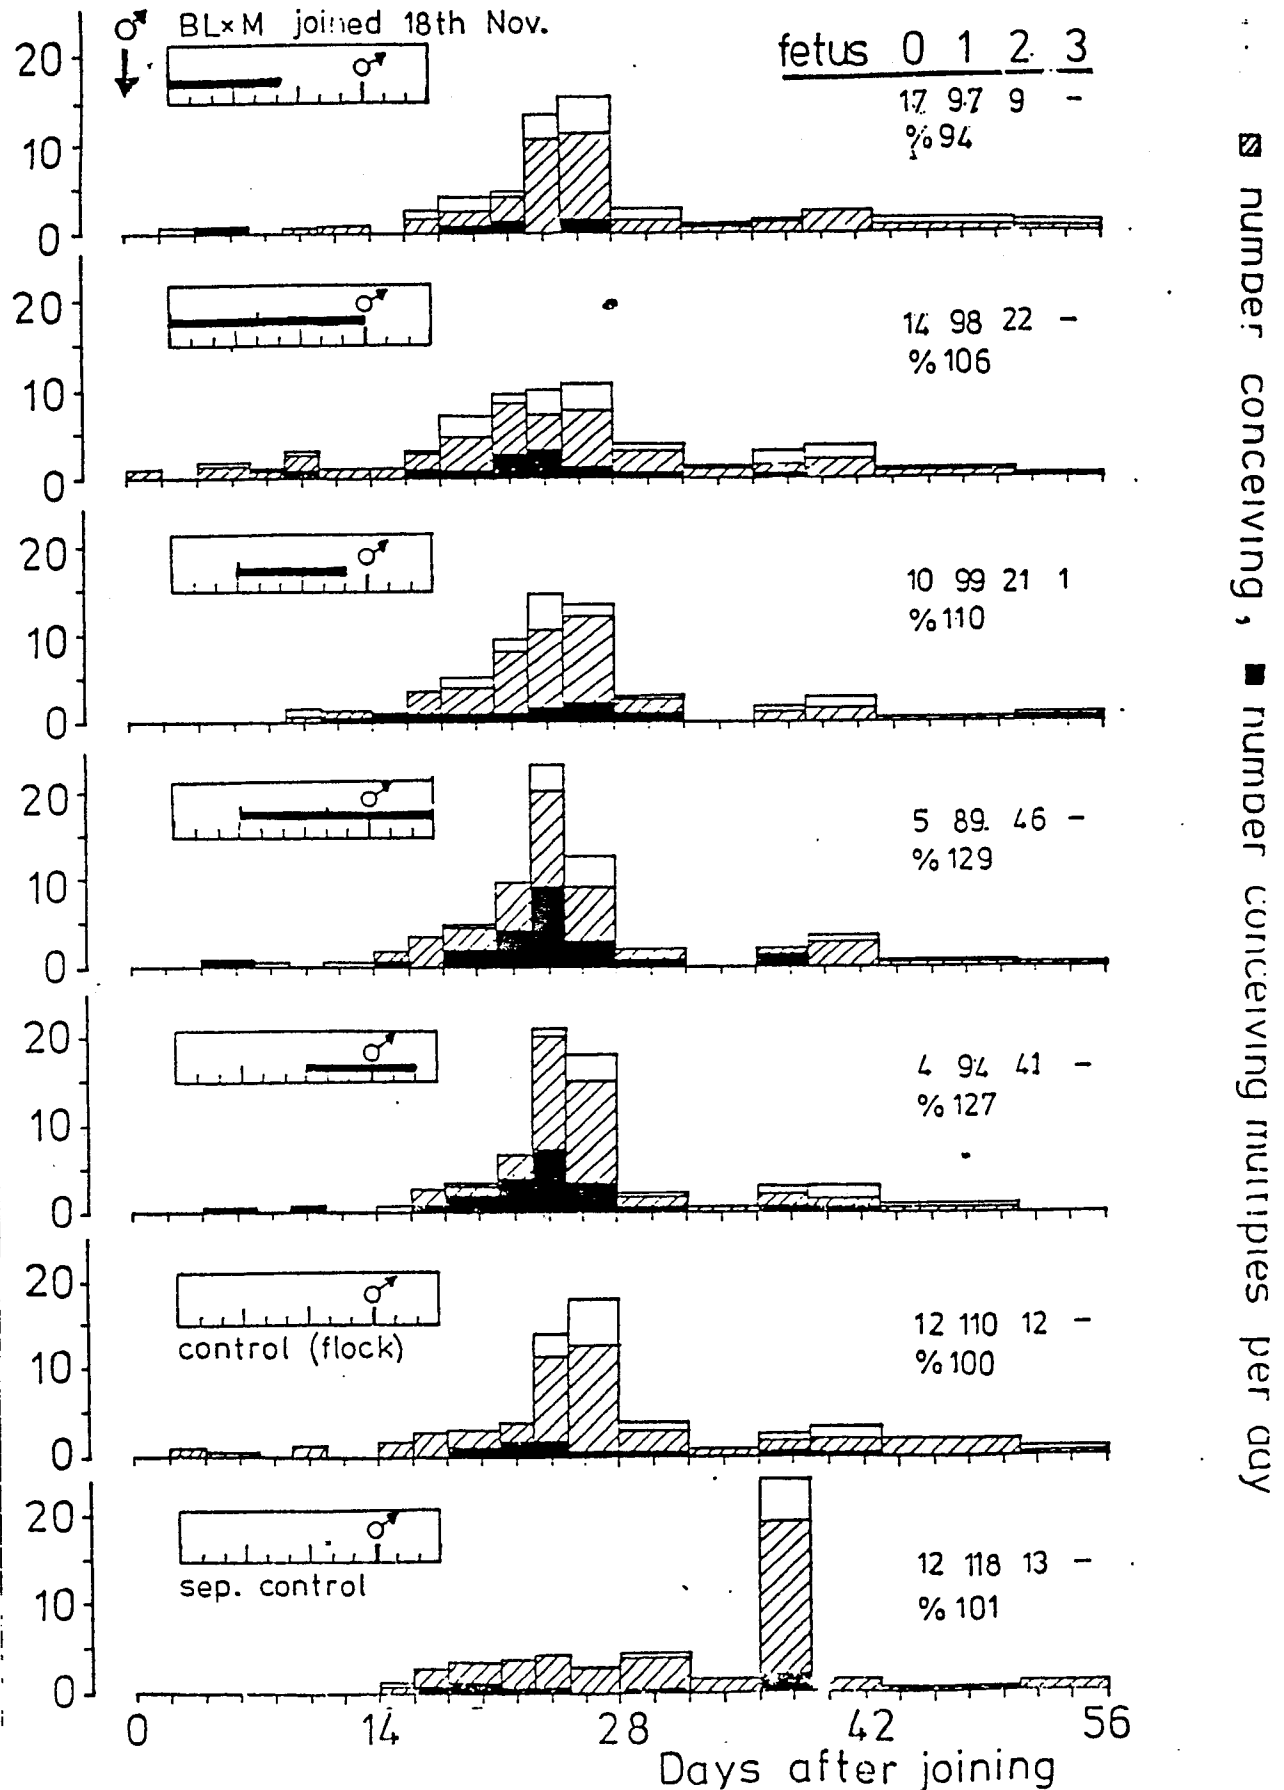 ♂ BL×M joined 18th Nov.
fetus 0 1 2 3
17 97 9 -
% 94
20
10
0
14 98 22 -
% 106
20
10
0
10 99 21 1
% 110
20
10
0
5 89 46 -
% 129
20
10
0
4 94 41 -
% 127
20
10
0
control (flock)
12 110 12 -
% 100
20
10
0
sep. control
12 118 13 -
% 101
20
10
0
0 14 28 42 56
Days after joining
number conceiving, number conceiving multiples per day